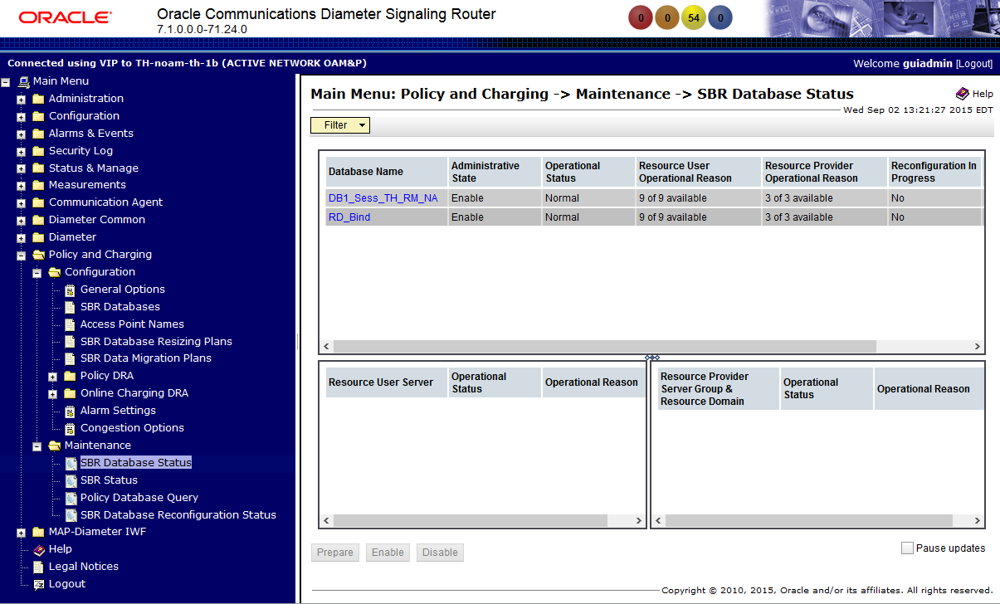 ORACLE®
Oracle Communications Diameter Signaling Router
7.1.0.0.0-71.24.0
0 0 54 0
Connected using VIP to TH-noam-th-1b (ACTIVE NETWORK OAM&P)
Welcome guiadmin [Logout]
Main Menu
Administration
Configuration
Alarms & Events
Security Log
Status & Manage
Measurements
Communication Agent
Diameter Common
Diameter
Policy and Charging
Configuration
General Options
SBR Databases
Access Point Names
SBR Database Resizing Plans
SBR Data Migration Plans
Policy DRA
Online Charging DRA
Alarm Settings
Congestion Options
Maintenance
SBR Database Status
SBR Status
Policy Database Query
SBR Database Reconfiguration Status
MAP-Diameter IWF
Help
Legal Notices
Logout
Main Menu: Policy and Charging -> Maintenance -> SBR Database Status
Help
Wed Sep 02 13:21:27 2015 EDT
Filter
Database Name
Administrative
State
Operational
Status
Resource User
Operational Reason
Resource Provider
Operational Reason
Reconfiguration In
Progress
DB1_Sess_TH_RM_NA Enable Normal 9 of 9 available 3 of 3 available No
RD_Bind Enable Normal 9 of 9 available 3 of 3 available No
Resource User Server
Operational
Status
Operational Reason
Resource Provider
Server Group &
Resource Domain
Operational
Status
Operational Reason
Prepare Enable Disable
Pause updates
Copyright © 2010, 2015, Oracle and/or its affiliates. All rights reserved.